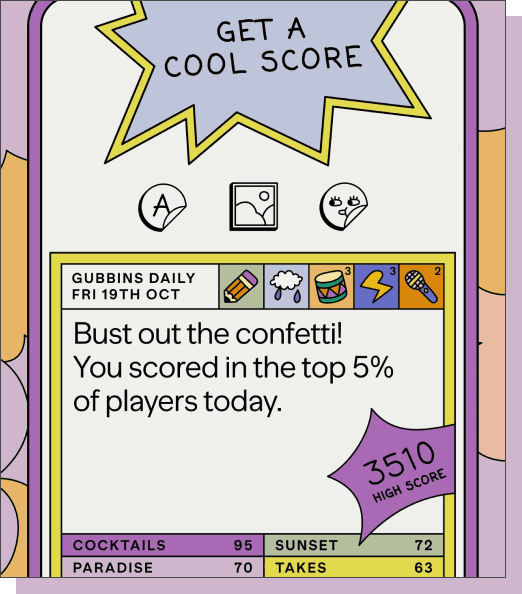 GET A
COOL SCORE
A
GUBBINS DAILY
FRI 19TH OCT
3
3
2
Bust out the confetti!
You scored in the top 5%
of players today.
3510
HIGH SCORE
COCKTAILS 95
SUNSET 72
PARADISE 70
TAKES 63